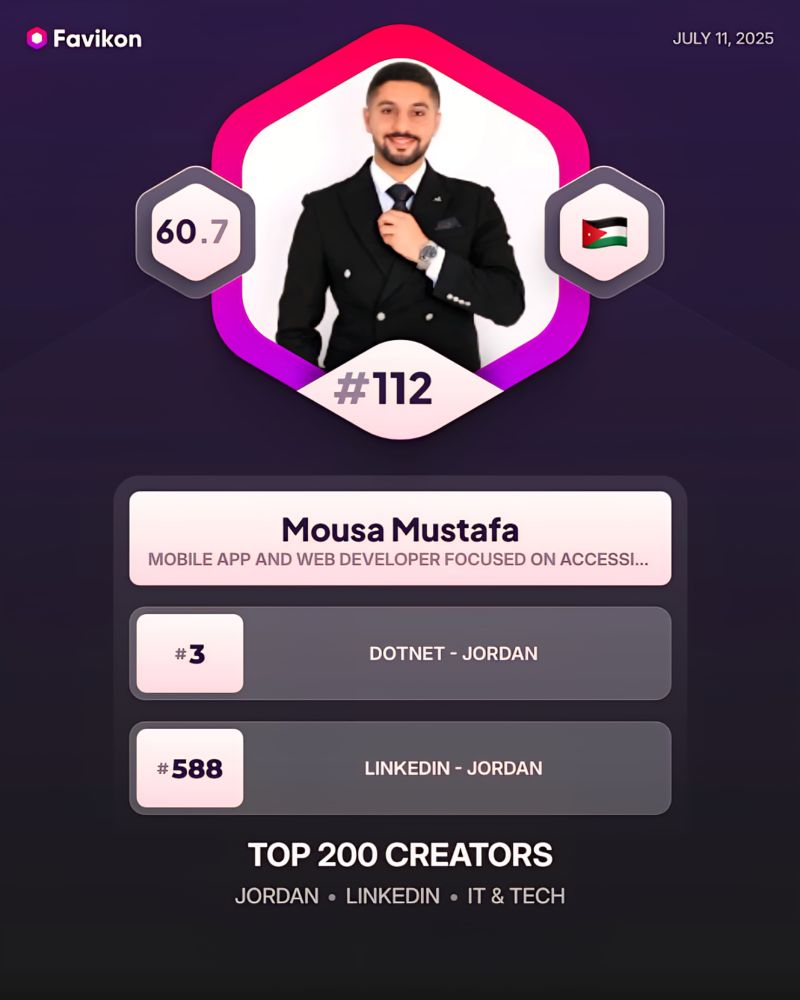 Favikon
JULY 11, 2025
60.7
#112
Mousa Mustafa
MOBILE APP AND WEB DEVELOPER FOCUSED ON ACCESSI...
#3
DOTNET - JORDAN
#588
LINKEDIN - JORDAN
TOP 200 CREATORS
JORDAN • LINKEDIN • IT & TECH